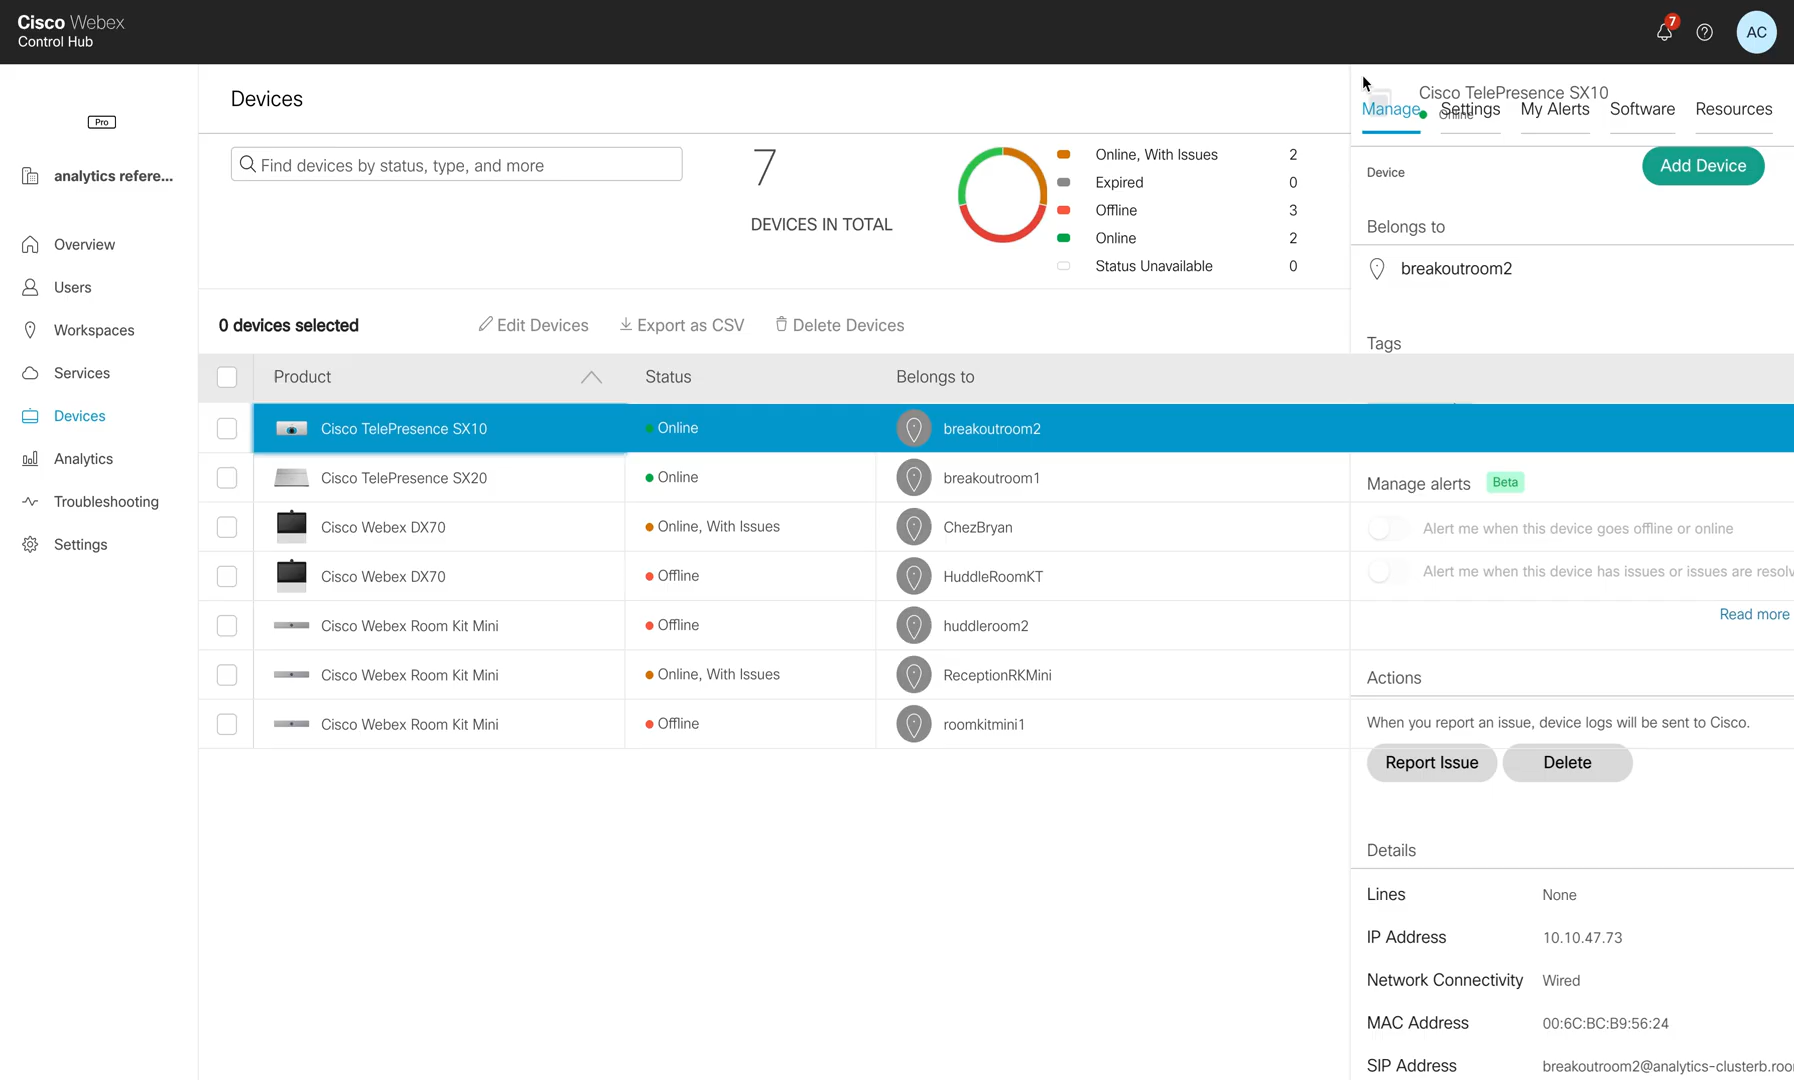 Cisco Webex
Control Hub
7
AC
Pro
analytics refere...
Overview
Users
Workspaces
Services
Devices
Analytics
Troubleshooting
Settings
Devices
Find devices by status, type, and more
7
DEVICES IN TOTAL
Online, With Issues 2
Expired 0
Offline 3
Online 2
Status Unavailable 0
Cisco TelePresence SX10
Online
Manage Settings My Alerts Software Resources
Device
Add Device
Belongs to
breakoutroom2
Tags
0 devices selected
Edit Devices
Export as CSV
Delete Devices
Product Status Belongs to
Cisco TelePresence SX10 Online breakoutroom2
Cisco TelePresence SX20 Online breakoutroom1
Cisco Webex DX70 Online, With Issues ChezBryan
Cisco Webex DX70 Offline HuddleRoomKT
Cisco Webex Room Kit Mini Offline huddleroom2
Cisco Webex Room Kit Mini Online, With Issues ReceptionRKMini
Cisco Webex Room Kit Mini Offline roomkitmini1
Manage alerts Beta
Alert me when this device goes offline or online
Alert me when this device has issues or issues are resolv
Read more
Actions
When you report an issue, device logs will be sent to Cisco.
Report Issue Delete
Details
Lines None
IP Address 10.10.47.73
Network Connectivity Wired
MAC Address 00:6C:BC:B9:56:24
SIP Address breakoutroom2@analytics-clusterb.roo